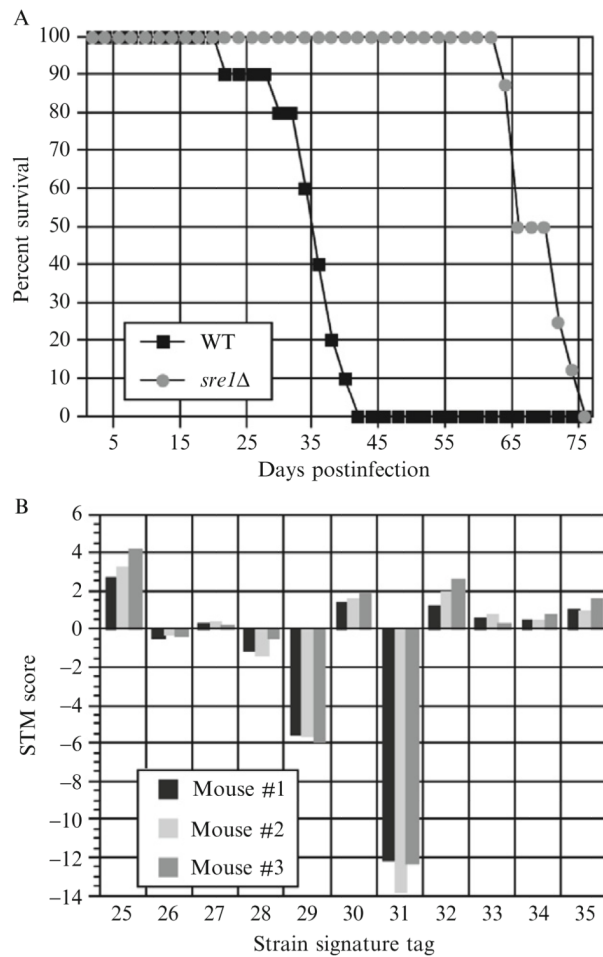 A
100
90
80
70
60
50
40
30
20
10
0
Percent survival
WT
sre1Δ
5 15 25 35 45 55 65 75
Days postinfection
B
6
4
2
0
−2
−4
−6
−8
−10
−12
−14
STM score
Mouse #1
Mouse #2
Mouse #3
25 26 27 28 29 30 31 32 33 34 35
Strain signature tag